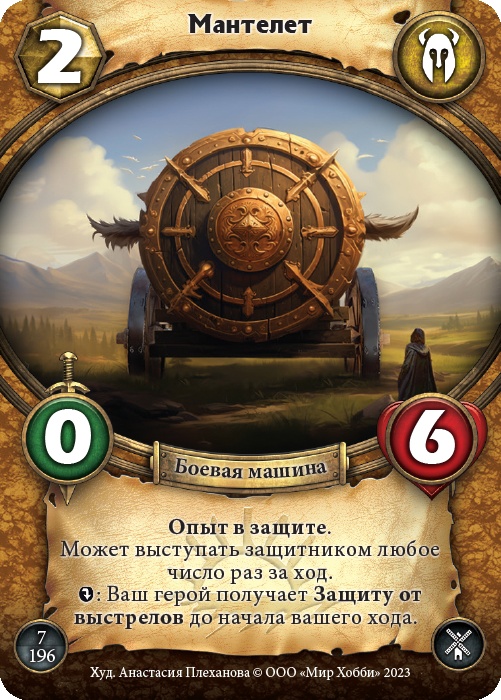 Мантелет
2
0
6
Боевая машина
Опыт в защите.
Может выступать защитником любое
число раз за ход.
: Ваш герой получает Защиту от
выстрелов до начала вашего хода.
7
196
Худ. Анастасия Плеханова © ООО «Мир Хобби» 2023